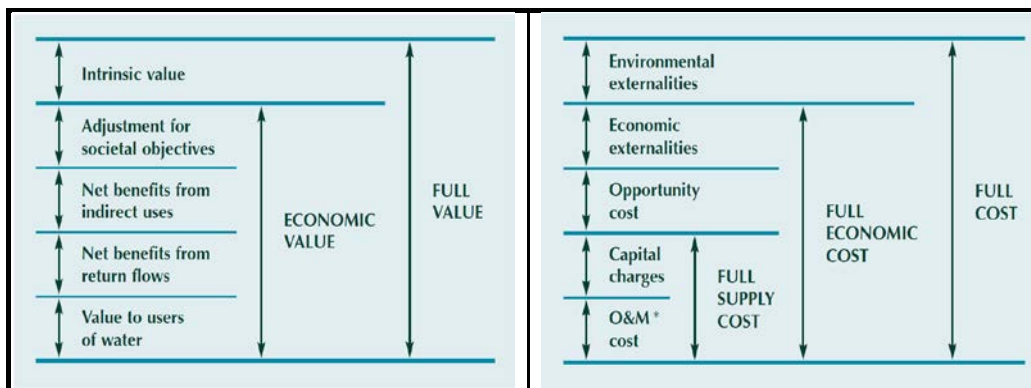 Intrinsic value
Adjustment for
societal objectives
Net benefits from
indirect uses
Net benefits from
return flows
Value to users
of water
ECONOMIC
VALUE
FULL
VALUE
Environmental
externalities
Economic
externalities
Opportunity
cost
Capital
charges
O&M *
cost
FULL
SUPPLY
COST
FULL
ECONOMIC
COST
FULL
COST